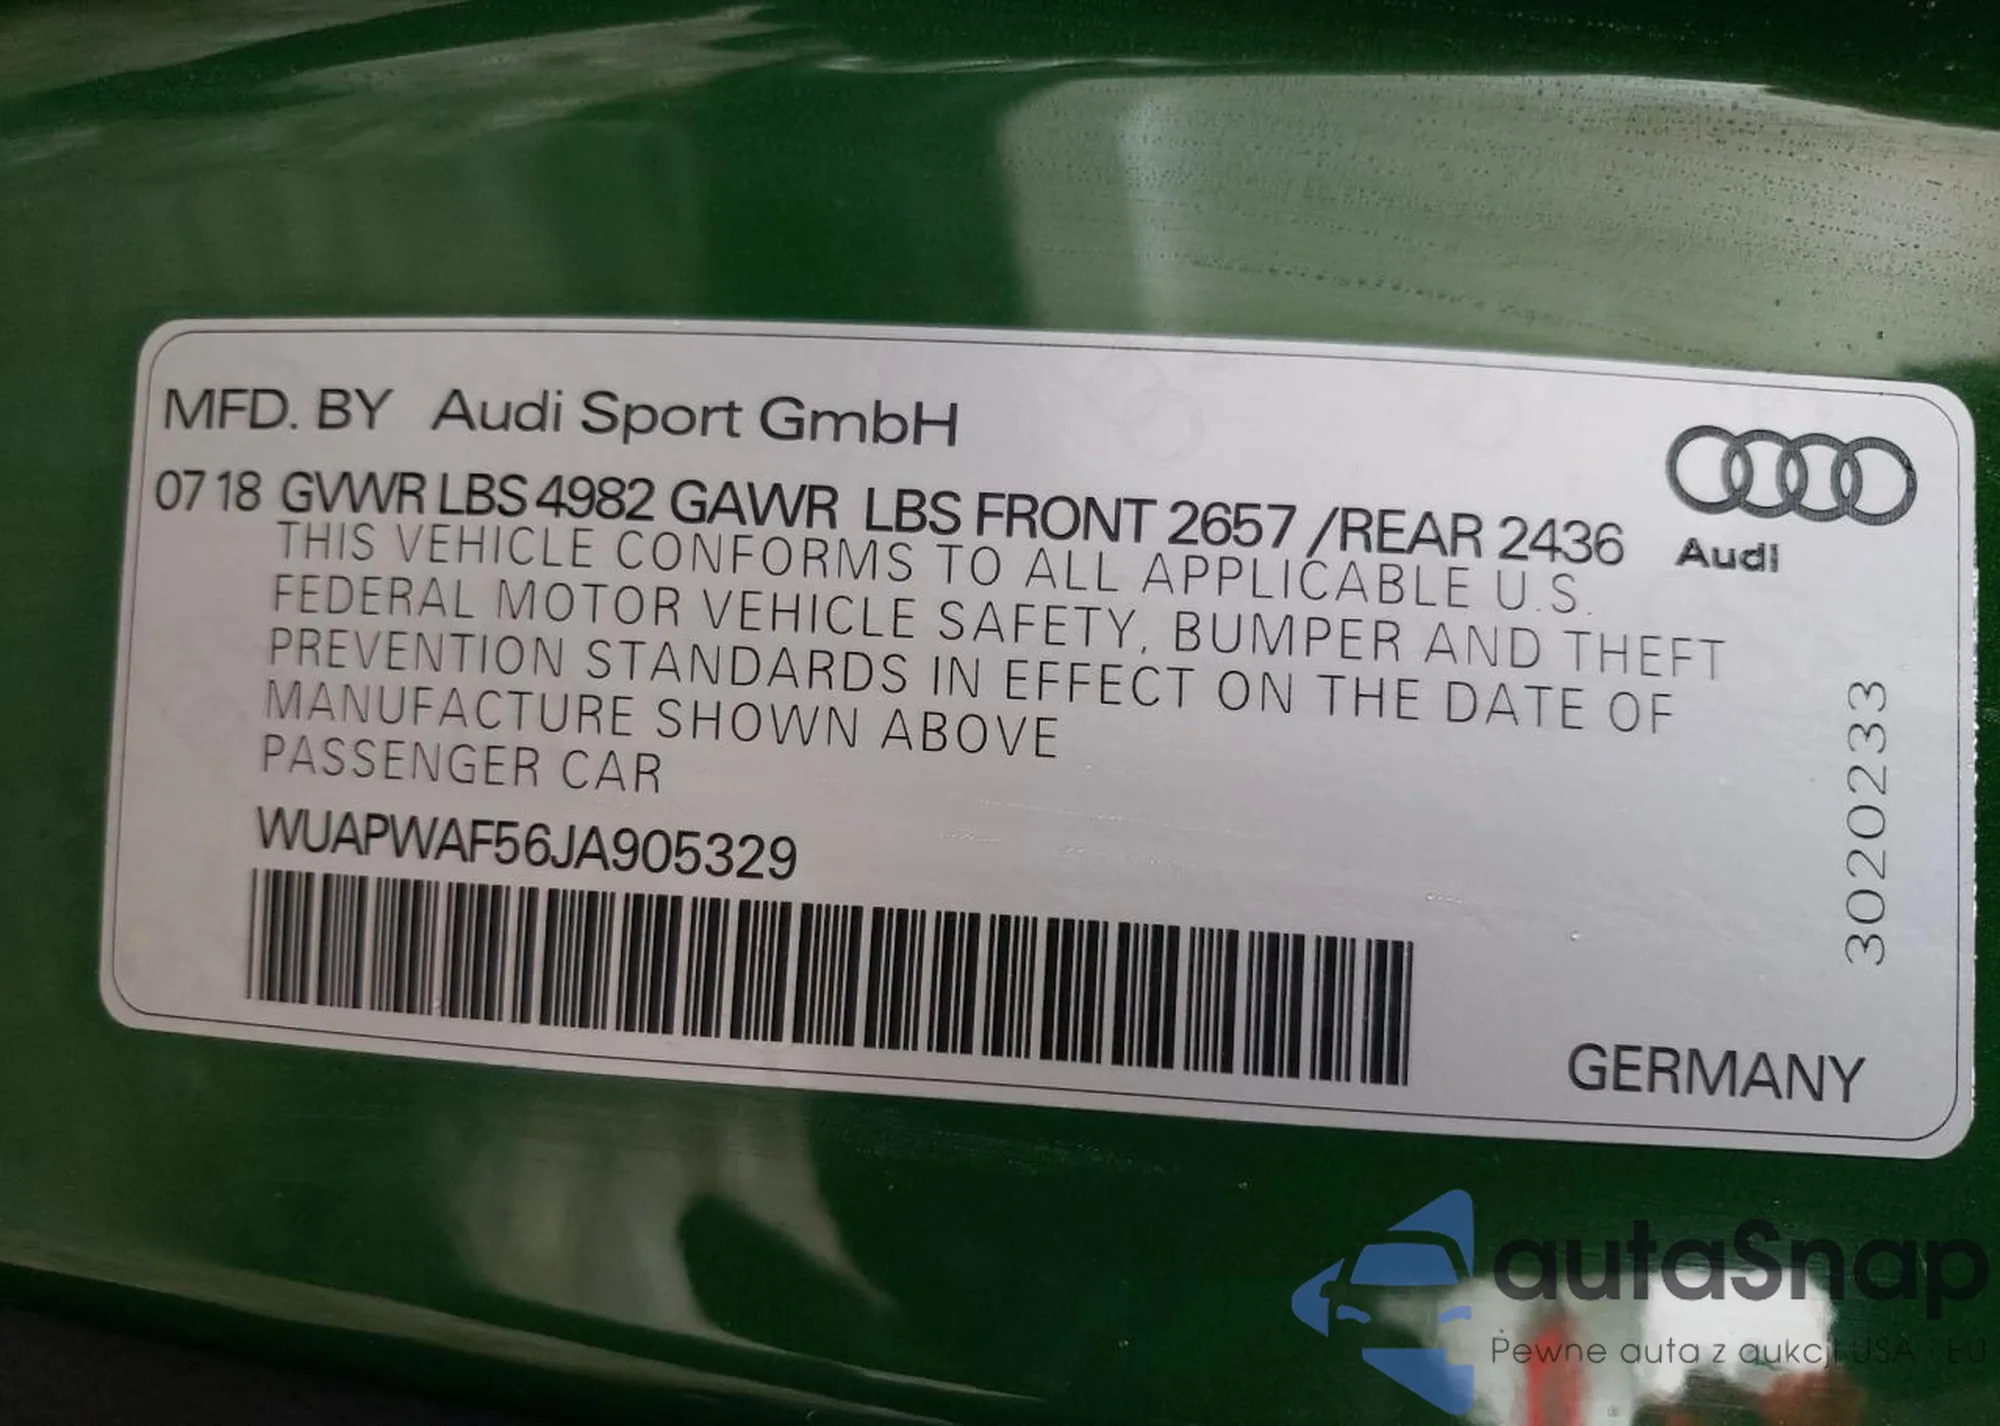 MFD. BY Audi Sport GmbH
07 18 GVWR LBS 4982 GAWR LBS FRONT 2657 /REAR 2436
THIS VEHICLE CONFORMS TO ALL APPLICABLE U.S.
FEDERAL MOTOR VEHICLE SAFETY, BUMPER AND THEFT
PREVENTION STANDARDS IN EFFECT ON THE DATE OF
MANUFACTURE SHOWN ABOVE
PASSENGER CAR
WUAPWAF56JA905329
Audi
3020233
GERMANY
autaSnap
Pewne auta z aukcji USA i EU